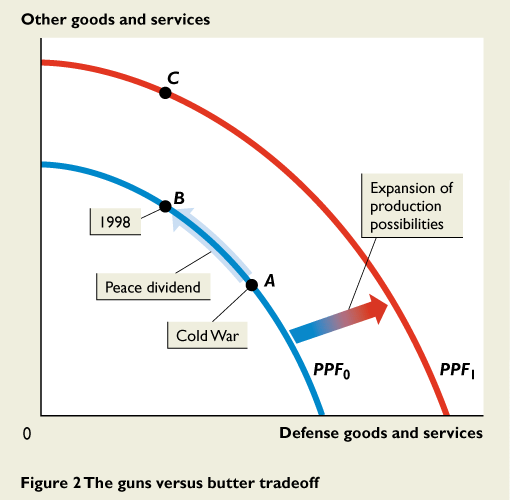 Other goods and services
C
B
1998
Expansion of
production
possibilities
Peace dividend
A
Cold War
PPF0
PPF1
0
Defense goods and services
Figure 2 The guns versus butter tradeoff